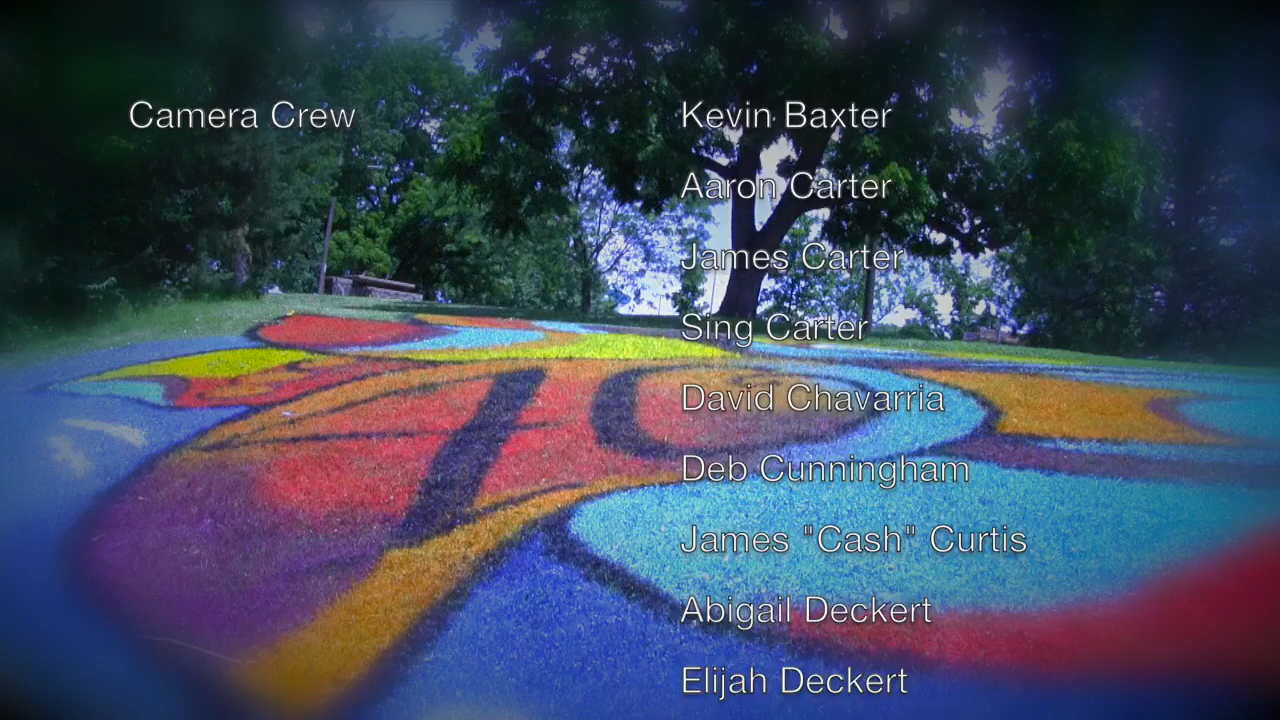 Camera Crew
Kevin Baxter
Aaron Carter
James Carter
Sing Carter
David Chavarria
Deb Cunningham
James "Cash" Curtis
Abigail Deckert
Elijah Deckert